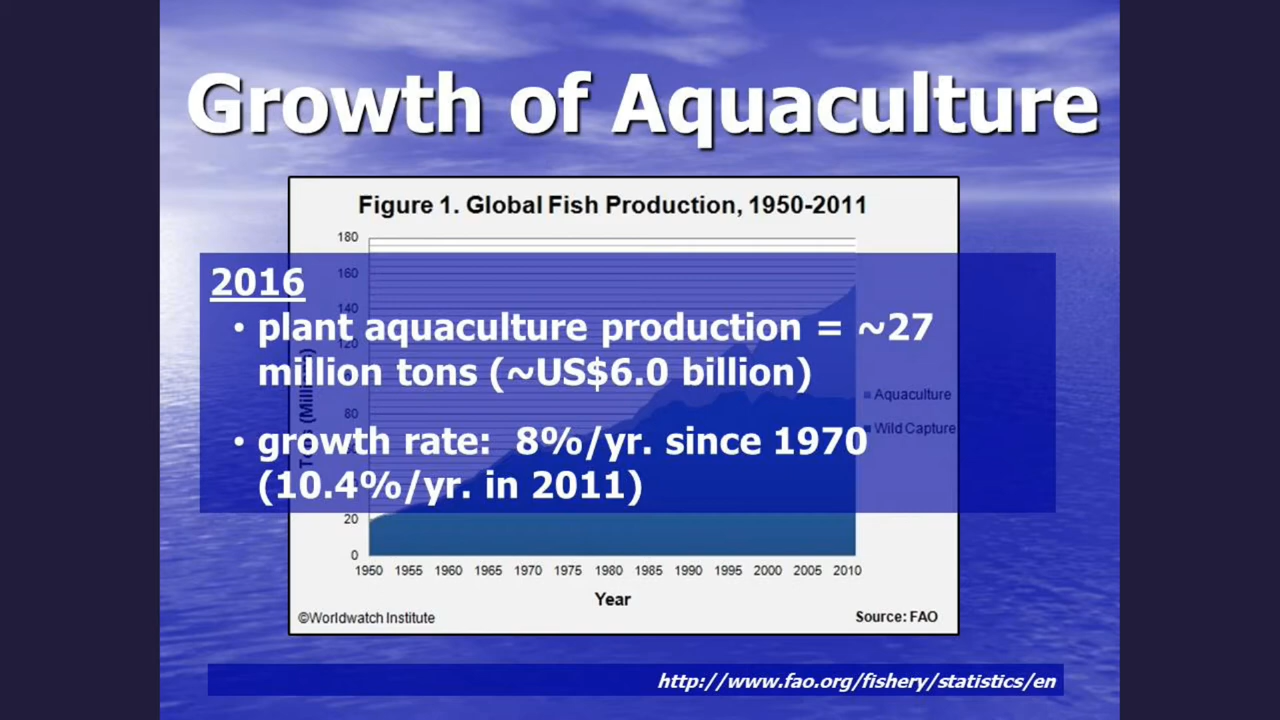 Growth of Aquaculture
Figure 1. Global Fish Production, 1950-2011
180
160
140
120
80
20
0
2016
• plant aquaculture production = ~27
million tons (~US$6.0 billion)
• growth rate: 8%/yr. since 1970
(10.4%/yr. in 2011)
Aquaculture
Wild Capture
1950 1955 1960 1965 1970 1975 1980 1985 1990 1995 2000 2005 2010
Year
©Worldwatch Institute
Source: FAO
http://www.fao.org/fishery/statistics/en